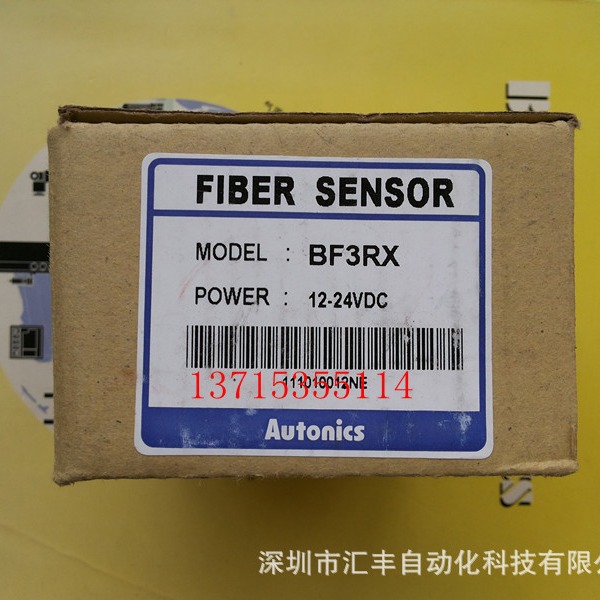 FIBER SENSOR
MODEL : BF3RX
POWER : 12-24VDC
111010012NE
13715355114
Autonics
深圳市汇丰自动化科技有限公